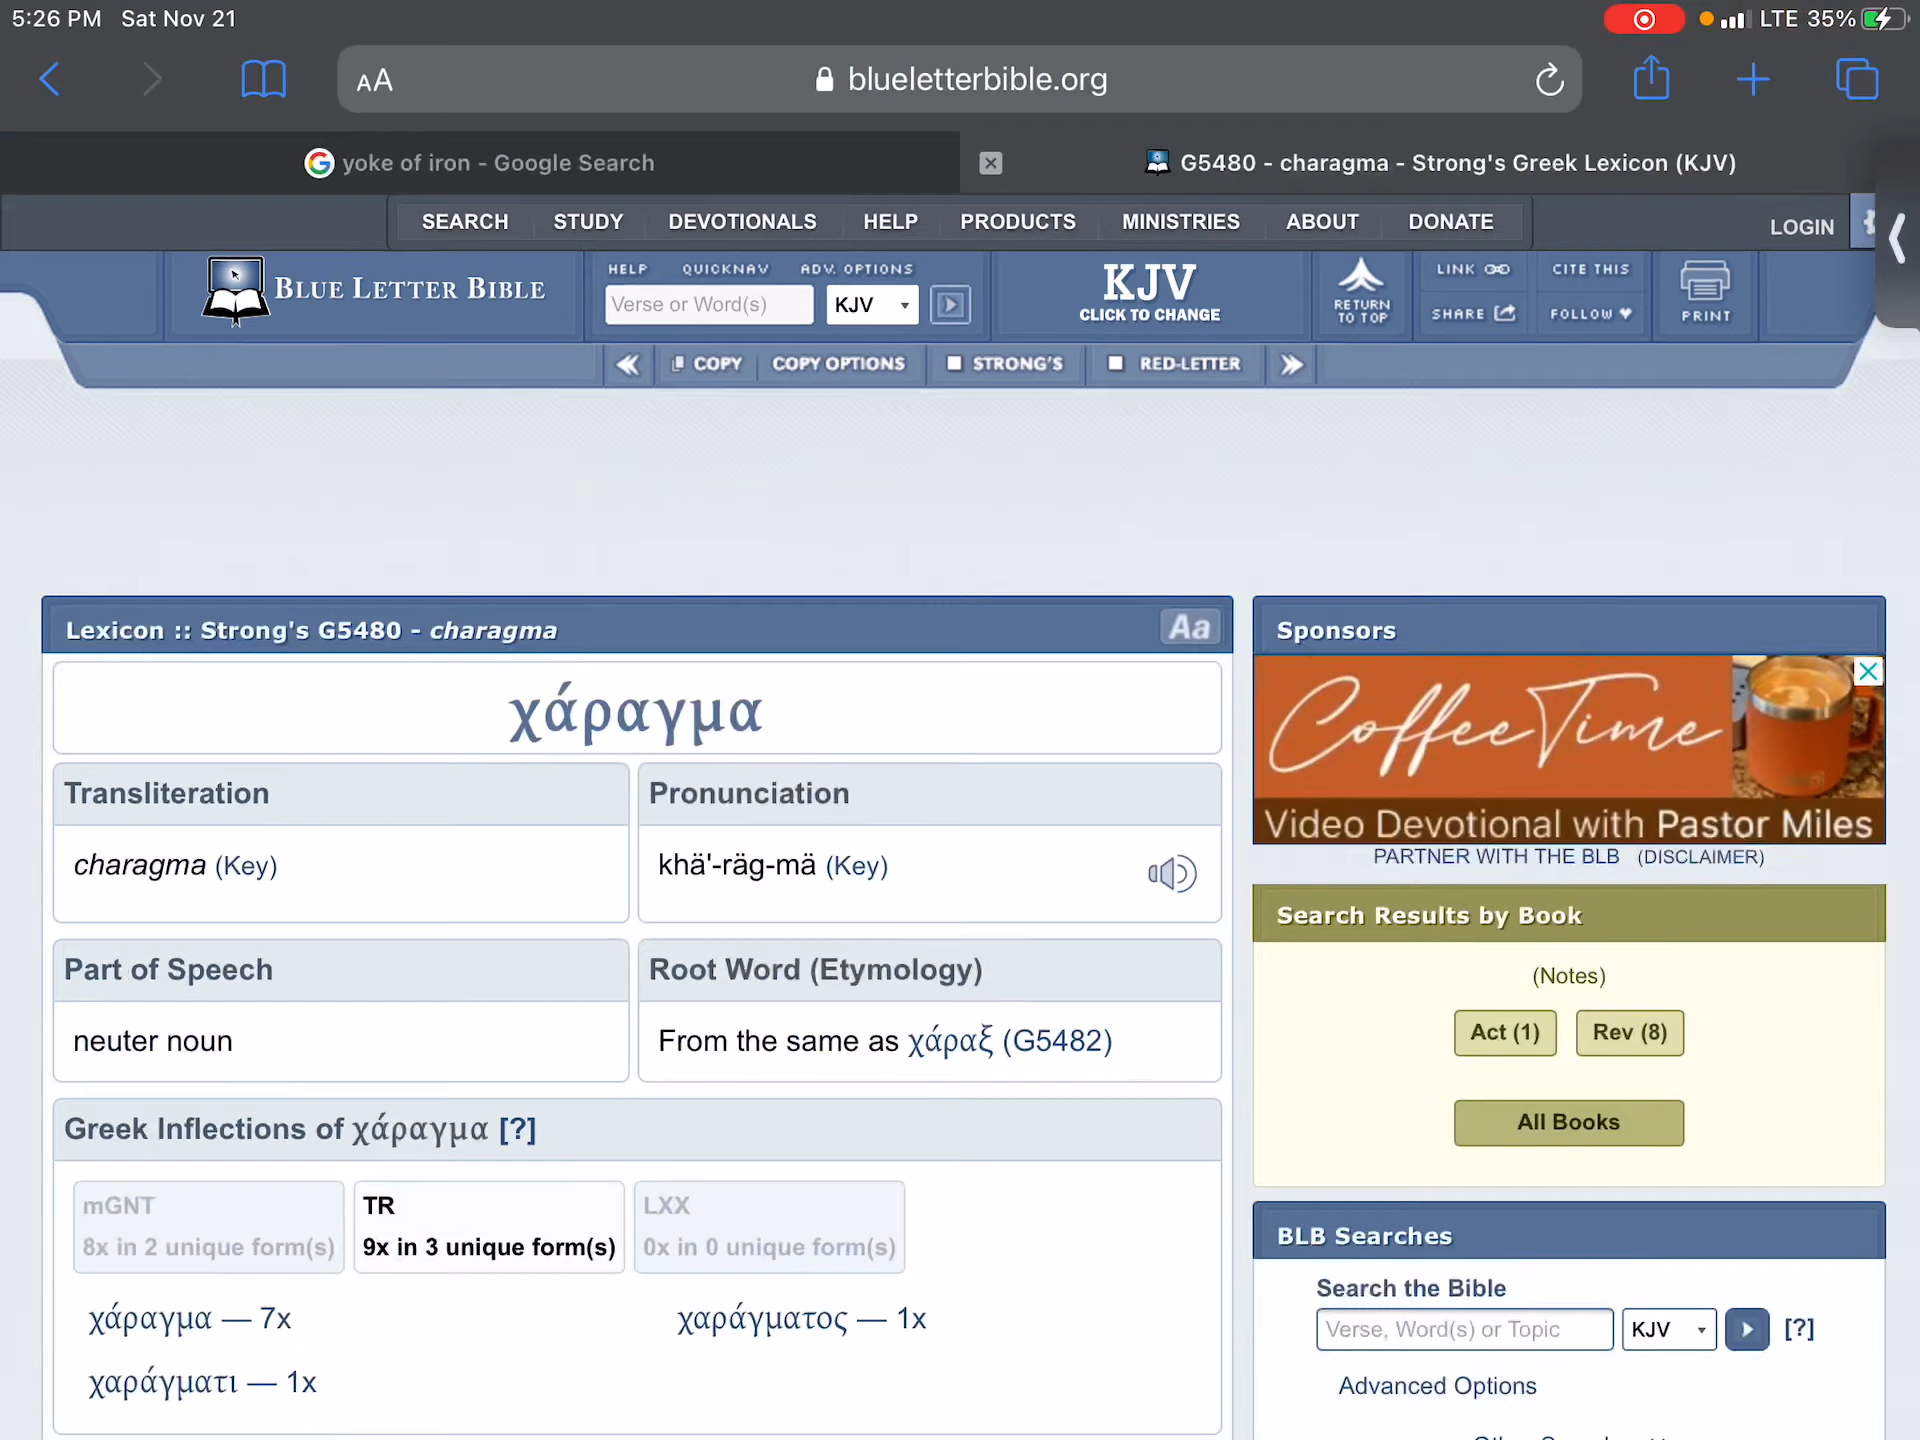 5:26 PM Sat Nov 21
LTE 35%
AA
blueletterbible.org
yoke of iron - Google Search
G5480 - charagma - Strong's Greek Lexicon (KJV)
SEARCH STUDY DEVOTIONALS HELP PRODUCTS MINISTRIES ABOUT DONATE
LOGIN
BLUE LETTER BIBLE
HELP QUICKNAV ADV. OPTIONS
Verse or Word(s) KJV
KJV
CLICK TO CHANGE
RETURN
TO TOP
LINK CITE THIS
SHARE FOLLOW
PRINT
COPY COPY OPTIONS STRONG'S RED-LETTER
Lexicon :: Strong's G5480 - charagma Aa
χάραγμα
Transliteration
charagma (Key)
Pronunciation
khä'-räg-mä (Key)
Part of Speech
neuter noun
Root Word (Etymology)
From the same as χάραξ (G5482)
Greek Inflections of χάραγμα [?]
mGNT
8x in 2 unique form(s)
TR
9x in 3 unique form(s)
LXX
0x in 0 unique form(s)
χάραγμα — 7x
χαράγματος — 1x
χαράγματι — 1x
Sponsors
Coffee Time
Video Devotional with Pastor Miles
PARTNER WITH THE BLB (DISCLAIMER)
Search Results by Book
(Notes)
Act (1) Rev (8)
All Books
BLB Searches
Search the Bible
Verse, Word(s) or Topic KJV [?]
Advanced Options